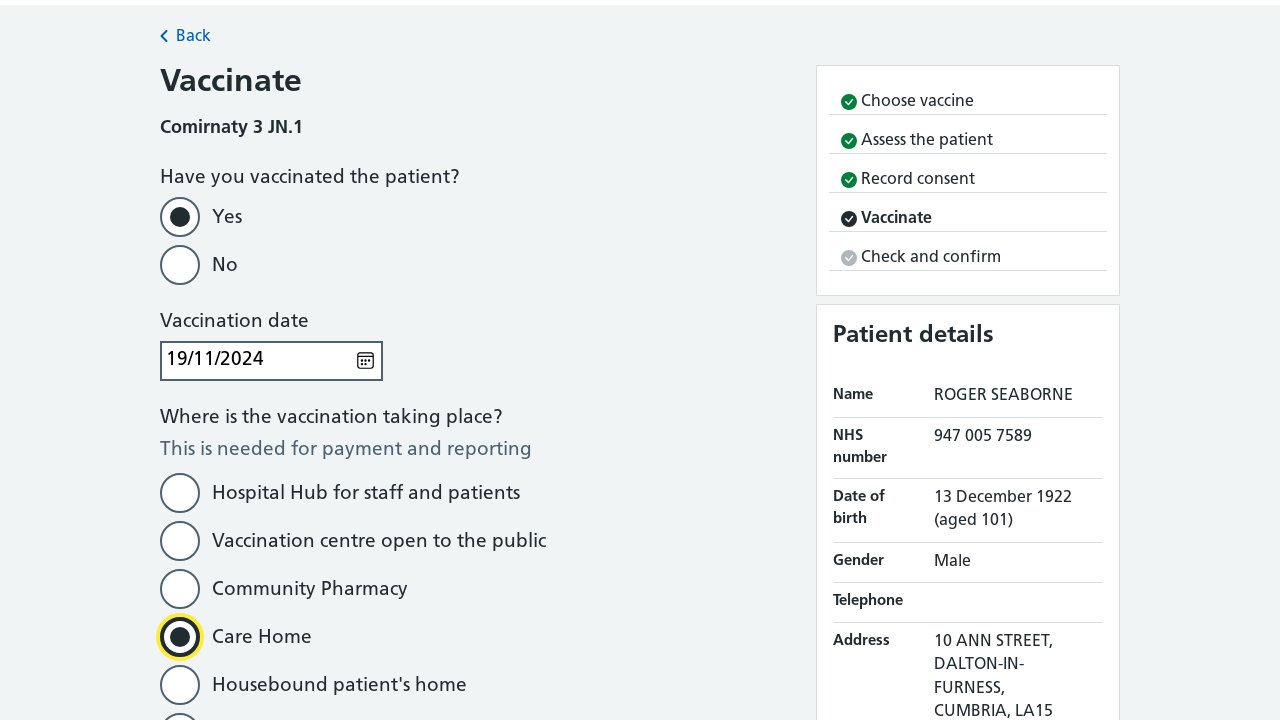 Back
Vaccinate
Comirnaty 3 JN.1
Have you vaccinated the patient?
Yes
No
Vaccination date
19/11/2024
Where is the vaccination taking place?
This is needed for payment and reporting
Hospital Hub for staff and patients
Vaccination centre open to the public
Community Pharmacy
Care Home
Housebound patient's home
Choose vaccine
Assess the patient
Record consent
Vaccinate
Check and confirm
Patient details
Name ROGER SEABORNE
NHS number 947 005 7589
Date of birth 13 December 1922 (aged 101)
Gender Male
Telephone
Address 10 ANN STREET,
DALTON-IN-
FURNESS,
CUMBRIA, LA15